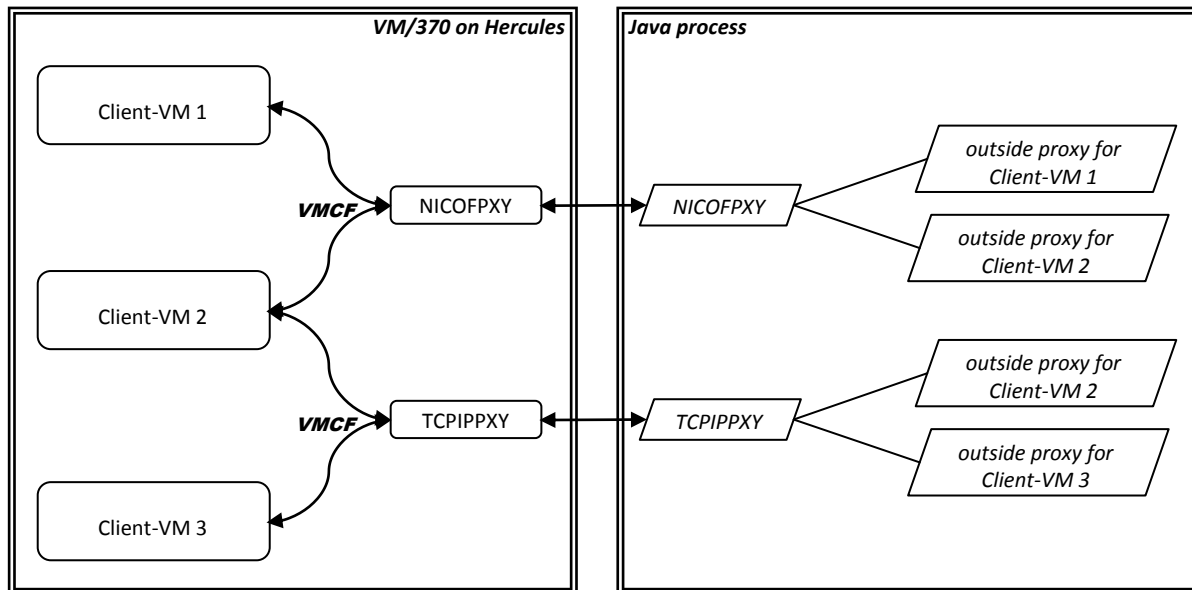 VM/370 on Hercules
Client-VM 1
VMCF
NICOFPXY
Client-VM 2
VMCF
TCPIPPXY
Client-VM 3
Java process
NICOFPXY
outside proxy for
Client-VM 1
outside proxy for
Client-VM 2
TCPIPPXY
outside proxy for
Client-VM 2
outside proxy for
Client-VM 3